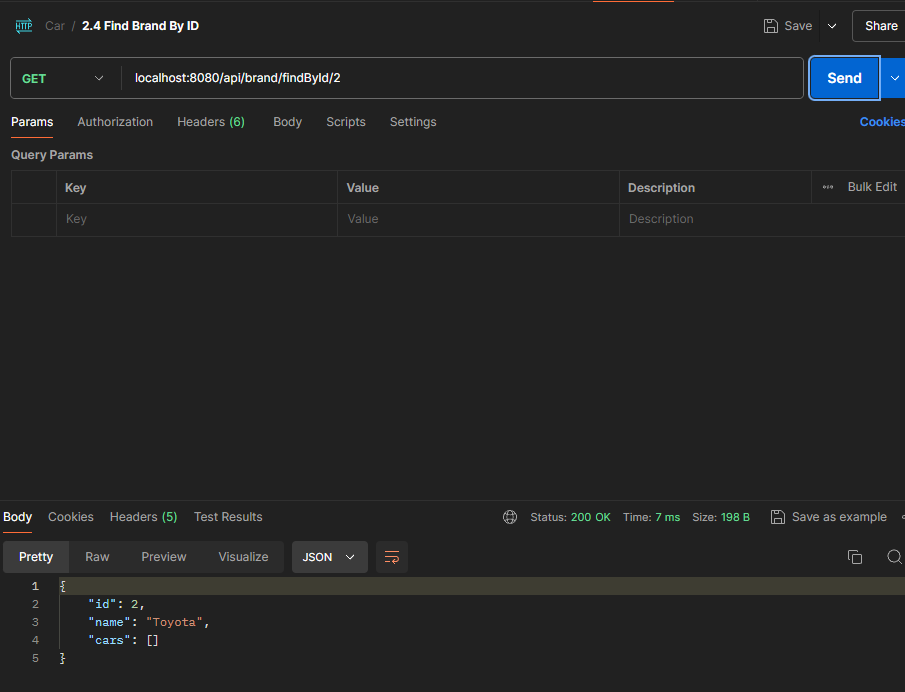 HTTP Car / 2.4 Find Brand By ID Save Share
GET localhost:8080/api/brand/findById/2 Send
Params Authorization Headers (6) Body Scripts Settings Cookies
Query Params
Key Value Description Bulk Edit
Key Value Description
Body Cookies Headers (5) Test Results Status: 200 OK Time: 7 ms Size: 198 B Save as example
Pretty Raw Preview Visualize JSON
1 {
2 "id": 2,
3 "name": "Toyota",
4 "cars": []
5 }